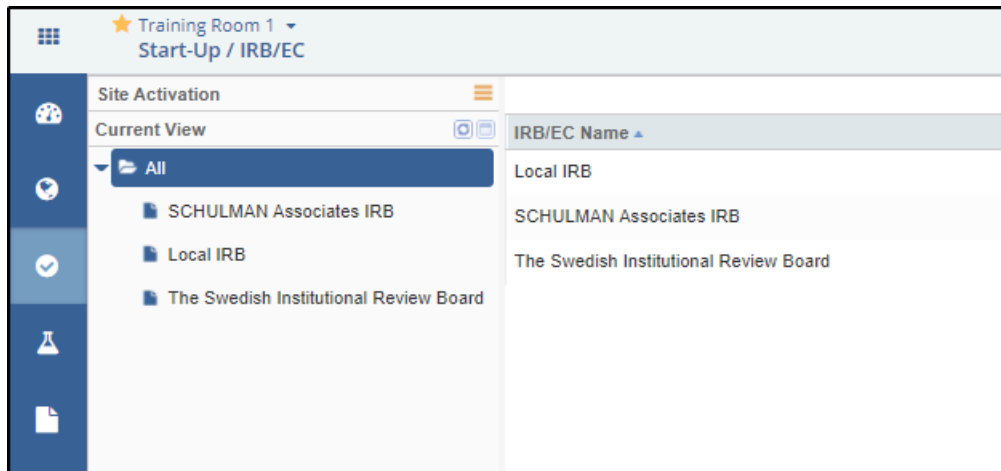 Training Room 1
Start-Up / IRB/EC
Site Activation
Current View
All
SCHULMAN Associates IRB
Local IRB
The Swedish Institutional Review Board
IRB/EC Name
Local IRB
SCHULMAN Associates IRB
The Swedish Institutional Review Board